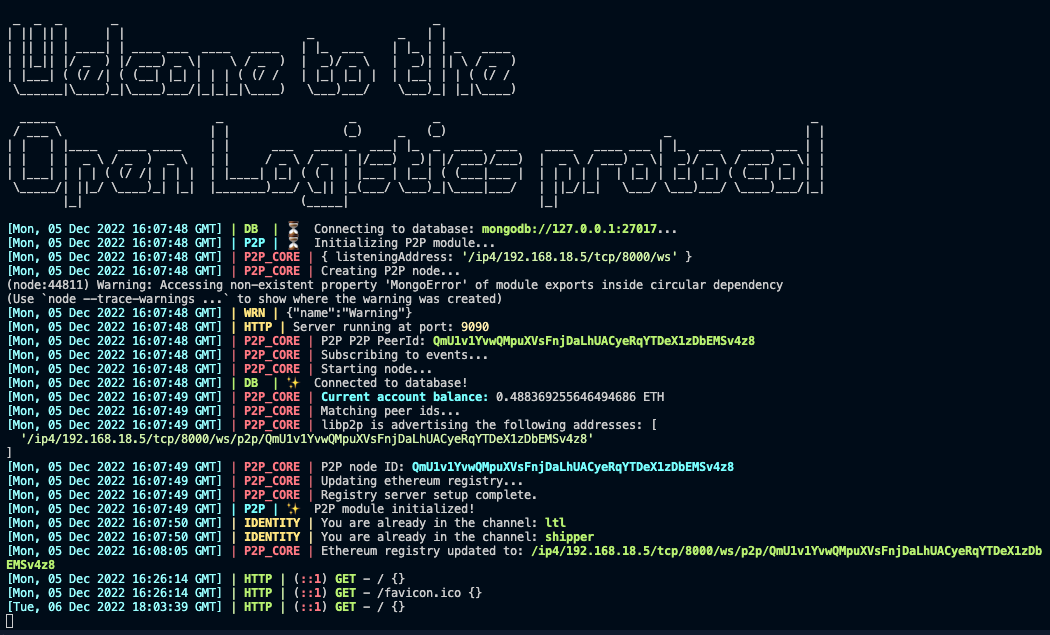 Welcome to the
Open Logistics protocol
[Mon, 05 Dec 2022 16:07:48 GMT] | DB | ⏳ Connecting to database: mongodb://127.0.0.1:27017...
[Mon, 05 Dec 2022 16:07:48 GMT] | P2P | ⏳ Initializing P2P module...
[Mon, 05 Dec 2022 16:07:48 GMT] | P2P_CORE | { listeningAddress: '/ip4/192.168.18.5/tcp/8000/ws' }
[Mon, 05 Dec 2022 16:07:48 GMT] | P2P_CORE | Creating P2P node...
(node:44811) Warning: Accessing non-existent property 'MongoError' of module exports inside circular dependency
(Use `node --trace-warnings ...` to show where the warning was created)
[Mon, 05 Dec 2022 16:07:48 GMT] | WRN | {"name":"Warning"}
[Mon, 05 Dec 2022 16:07:48 GMT] | HTTP | Server running at port: 9090
[Mon, 05 Dec 2022 16:07:48 GMT] | P2P_CORE | P2P P2P PeerId: QmU1v1YvwQMpuXVsFnjDaLhUACyeRqYTDeX1zDbEMSv4z8
[Mon, 05 Dec 2022 16:07:48 GMT] | P2P_CORE | Subscribing to events...
[Mon, 05 Dec 2022 16:07:48 GMT] | P2P_CORE | Starting node...
[Mon, 05 Dec 2022 16:07:48 GMT] | DB | ✨ Connected to database!
[Mon, 05 Dec 2022 16:07:49 GMT] | P2P_CORE | Current account balance: 0.488369255646494686 ETH
[Mon, 05 Dec 2022 16:07:49 GMT] | P2P_CORE | Matching peer ids...
[Mon, 05 Dec 2022 16:07:49 GMT] | P2P_CORE | libp2p is advertising the following addresses: [
'/ip4/192.168.18.5/tcp/8000/ws/p2p/QmU1v1YvwQMpuXVsFnjDaLhUACyeRqYTDeX1zDbEMSv4z8'
]
[Mon, 05 Dec 2022 16:07:49 GMT] | P2P_CORE | P2P node ID: QmU1v1YvwQMpuXVsFnjDaLhUACyeRqYTDeX1zDbEMSv4z8
[Mon, 05 Dec 2022 16:07:49 GMT] | P2P_CORE | Updating ethereum registry...
[Mon, 05 Dec 2022 16:07:49 GMT] | P2P_CORE | Registry server setup complete.
[Mon, 05 Dec 2022 16:07:49 GMT] | P2P | ✨ P2P module initialized!
[Mon, 05 Dec 2022 16:07:50 GMT] | IDENTITY | You are already in the channel: ltl
[Mon, 05 Dec 2022 16:07:50 GMT] | IDENTITY | You are already in the channel: shipper
[Mon, 05 Dec 2022 16:08:05 GMT] | P2P_CORE | Ethereum registry updated to: /ip4/192.168.18.5/tcp/8000/ws/p2p/QmU1v1YvwQMpuXVsFnjDaLhUACyeRqYTDeX1zDb
EMSv4z8
[Mon, 05 Dec 2022 16:26:14 GMT] | HTTP | (::1) GET - / {}
[Mon, 05 Dec 2022 16:26:14 GMT] | HTTP | (::1) GET - /favicon.ico {}
[Tue, 06 Dec 2022 18:03:39 GMT] | HTTP | (::1) GET - / {}